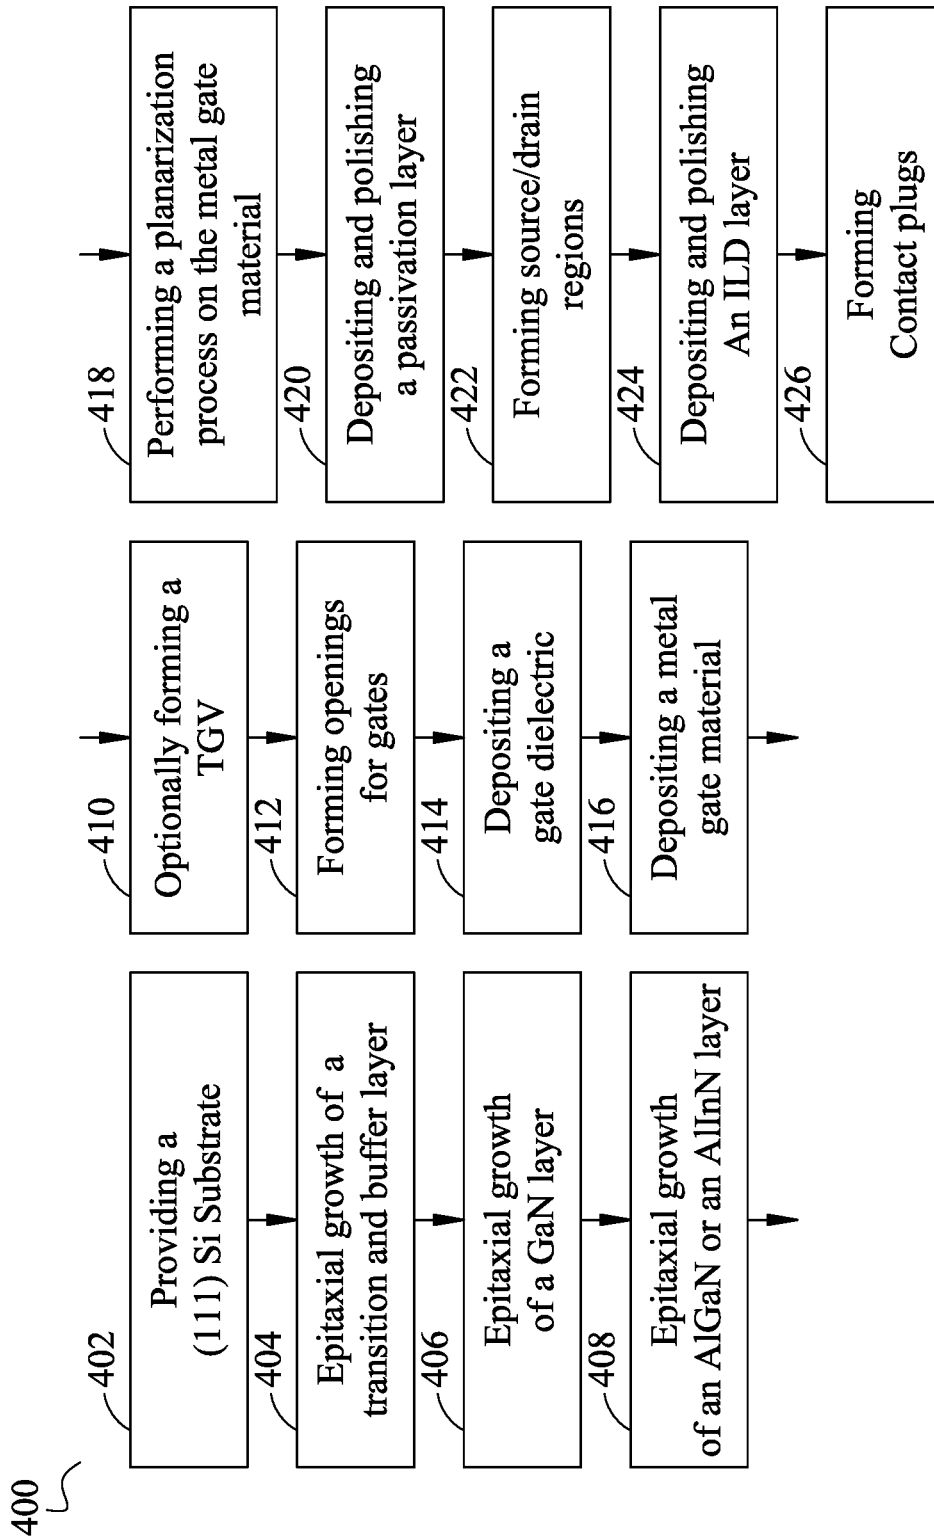 400
402
Providing a
(111) Si Substrate
404
Epitaxial growth of a
transition and buffer layer
406
Epitaxial growth
of a GaN layer
408
Epitaxial growth
of an AlGaN or an AlInN layer
410
Optionally forming a
TGV
412
Forming openings
for gates
414
Depositing a
gate dielectric
416
Depositing a metal
gate material
418
Performing a planarization
process on the metal gate
material
420
Depositing and polishing
a passivation layer
422
Forming source/drain
regions
424
Depositing and polishing
An ILD layer
426
Forming
Contact plugs